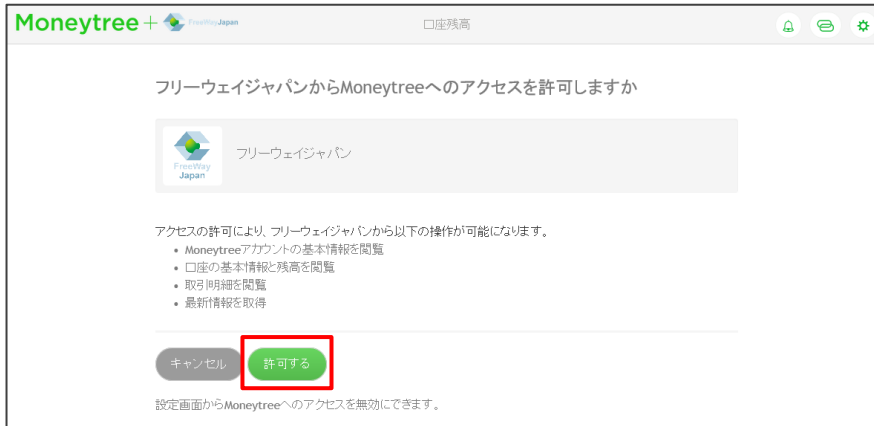 Moneytree + FreeWayJapan
口座残高
フリーウェイジャパンからMoneytreeへのアクセスを許可しますか
FreeWay
Japan
フリーウェイジャパン
アクセスの許可により、フリーウェイジャパンから以下の操作が可能になります。
• Moneytreeアカウントの基本情報を閲覧
• 口座の基本情報と残高を閲覧
• 取引明細を閲覧
• 最新情報を取得
キャンセル 許可する
設定画面からMoneytreeへのアクセスを無効にできます。